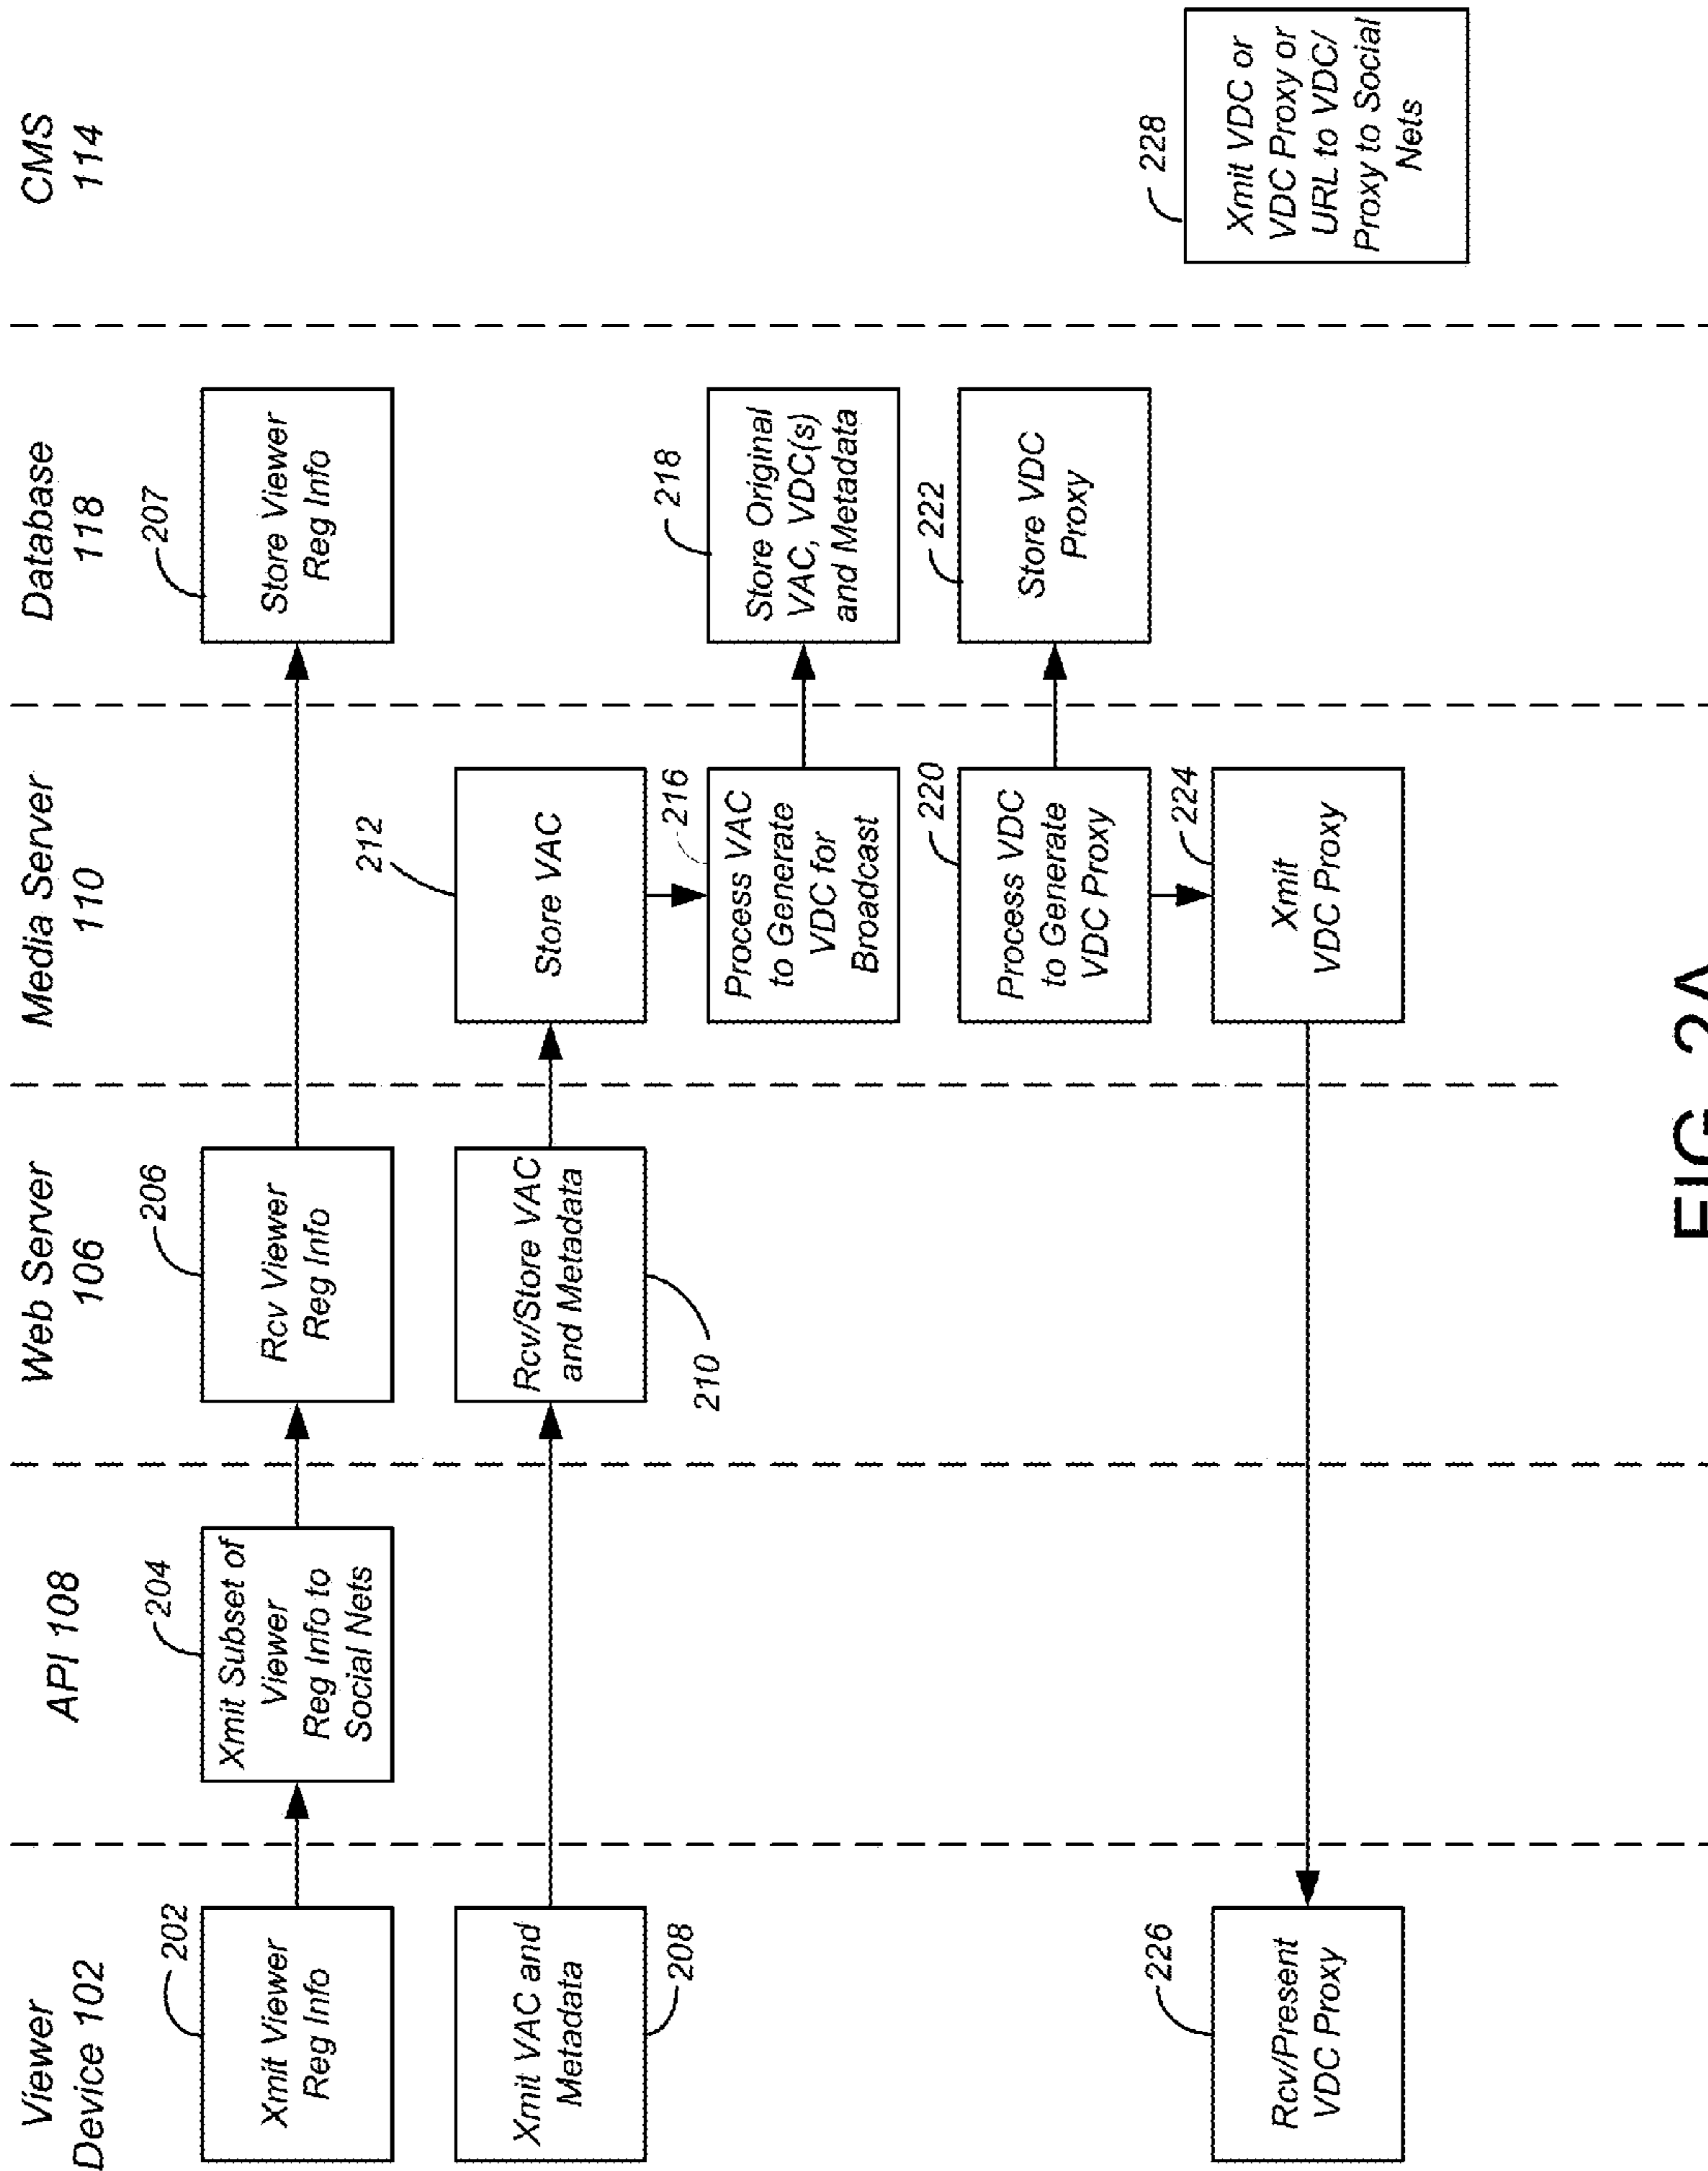 Viewer
Device 102
API 108
Web Server
106
Media Server
110
Database
118
CMS
114
202
Xmit Viewer
Reg Info
204
Xmit Subset of
Viewer
Reg Info to
Social Nets
206
Rcv Viewer
Reg Info
207
Store Viewer
Reg Info
Xmit VAC and
Metadata
208
Rcv/Store VAC
and Metadata
210
212
Store VAC
216
Process VAC
to Generate
VDC for
Broadcast
218
Store Original
VAC, VDC(s)
and Metadata
220
Process VDC
to Generate
VDC Proxy
222
Store VDC
Proxy
224
Xmit
VDC Proxy
226
Rcv/Present
VDC Proxy
228
Xmit VDC or
VDC Proxy or
URL to VDC/
Proxy to Social
Nets
FIG. 2A